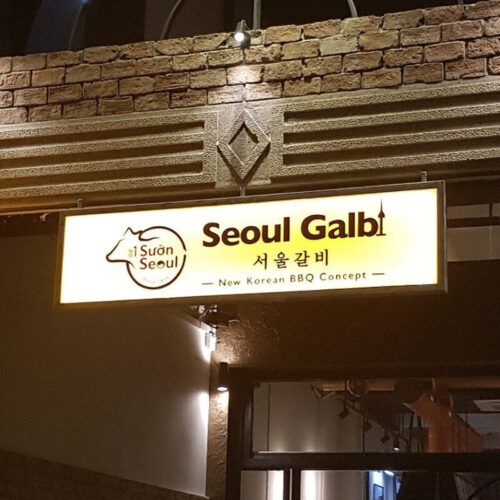 Sườn
Seoul
Seoul Galbi
서울갈비
— New Korean BBQ Concept —